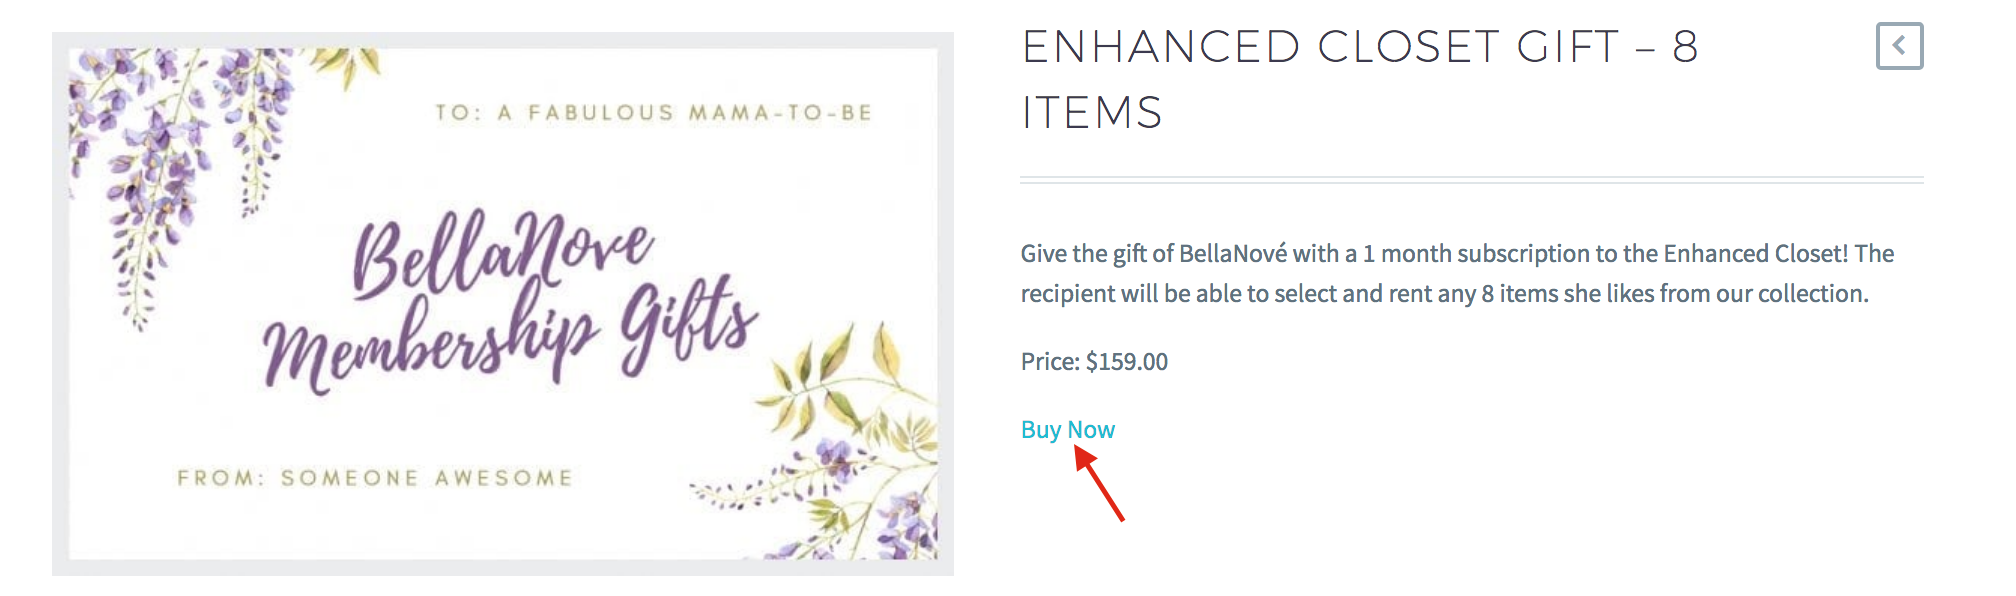 TO: A FABULOUS MAMA-TO-BE
BellaNove
Membership Gifts
FROM: SOMEONE AWESOME
ENHANCED CLOSET GIFT – 8
ITEMS
Give the gift of BellaNové with a 1 month subscription to the Enhanced Closet! The
recipient will be able to select and rent any 8 items she likes from our collection.
Price: $159.00
Buy Now